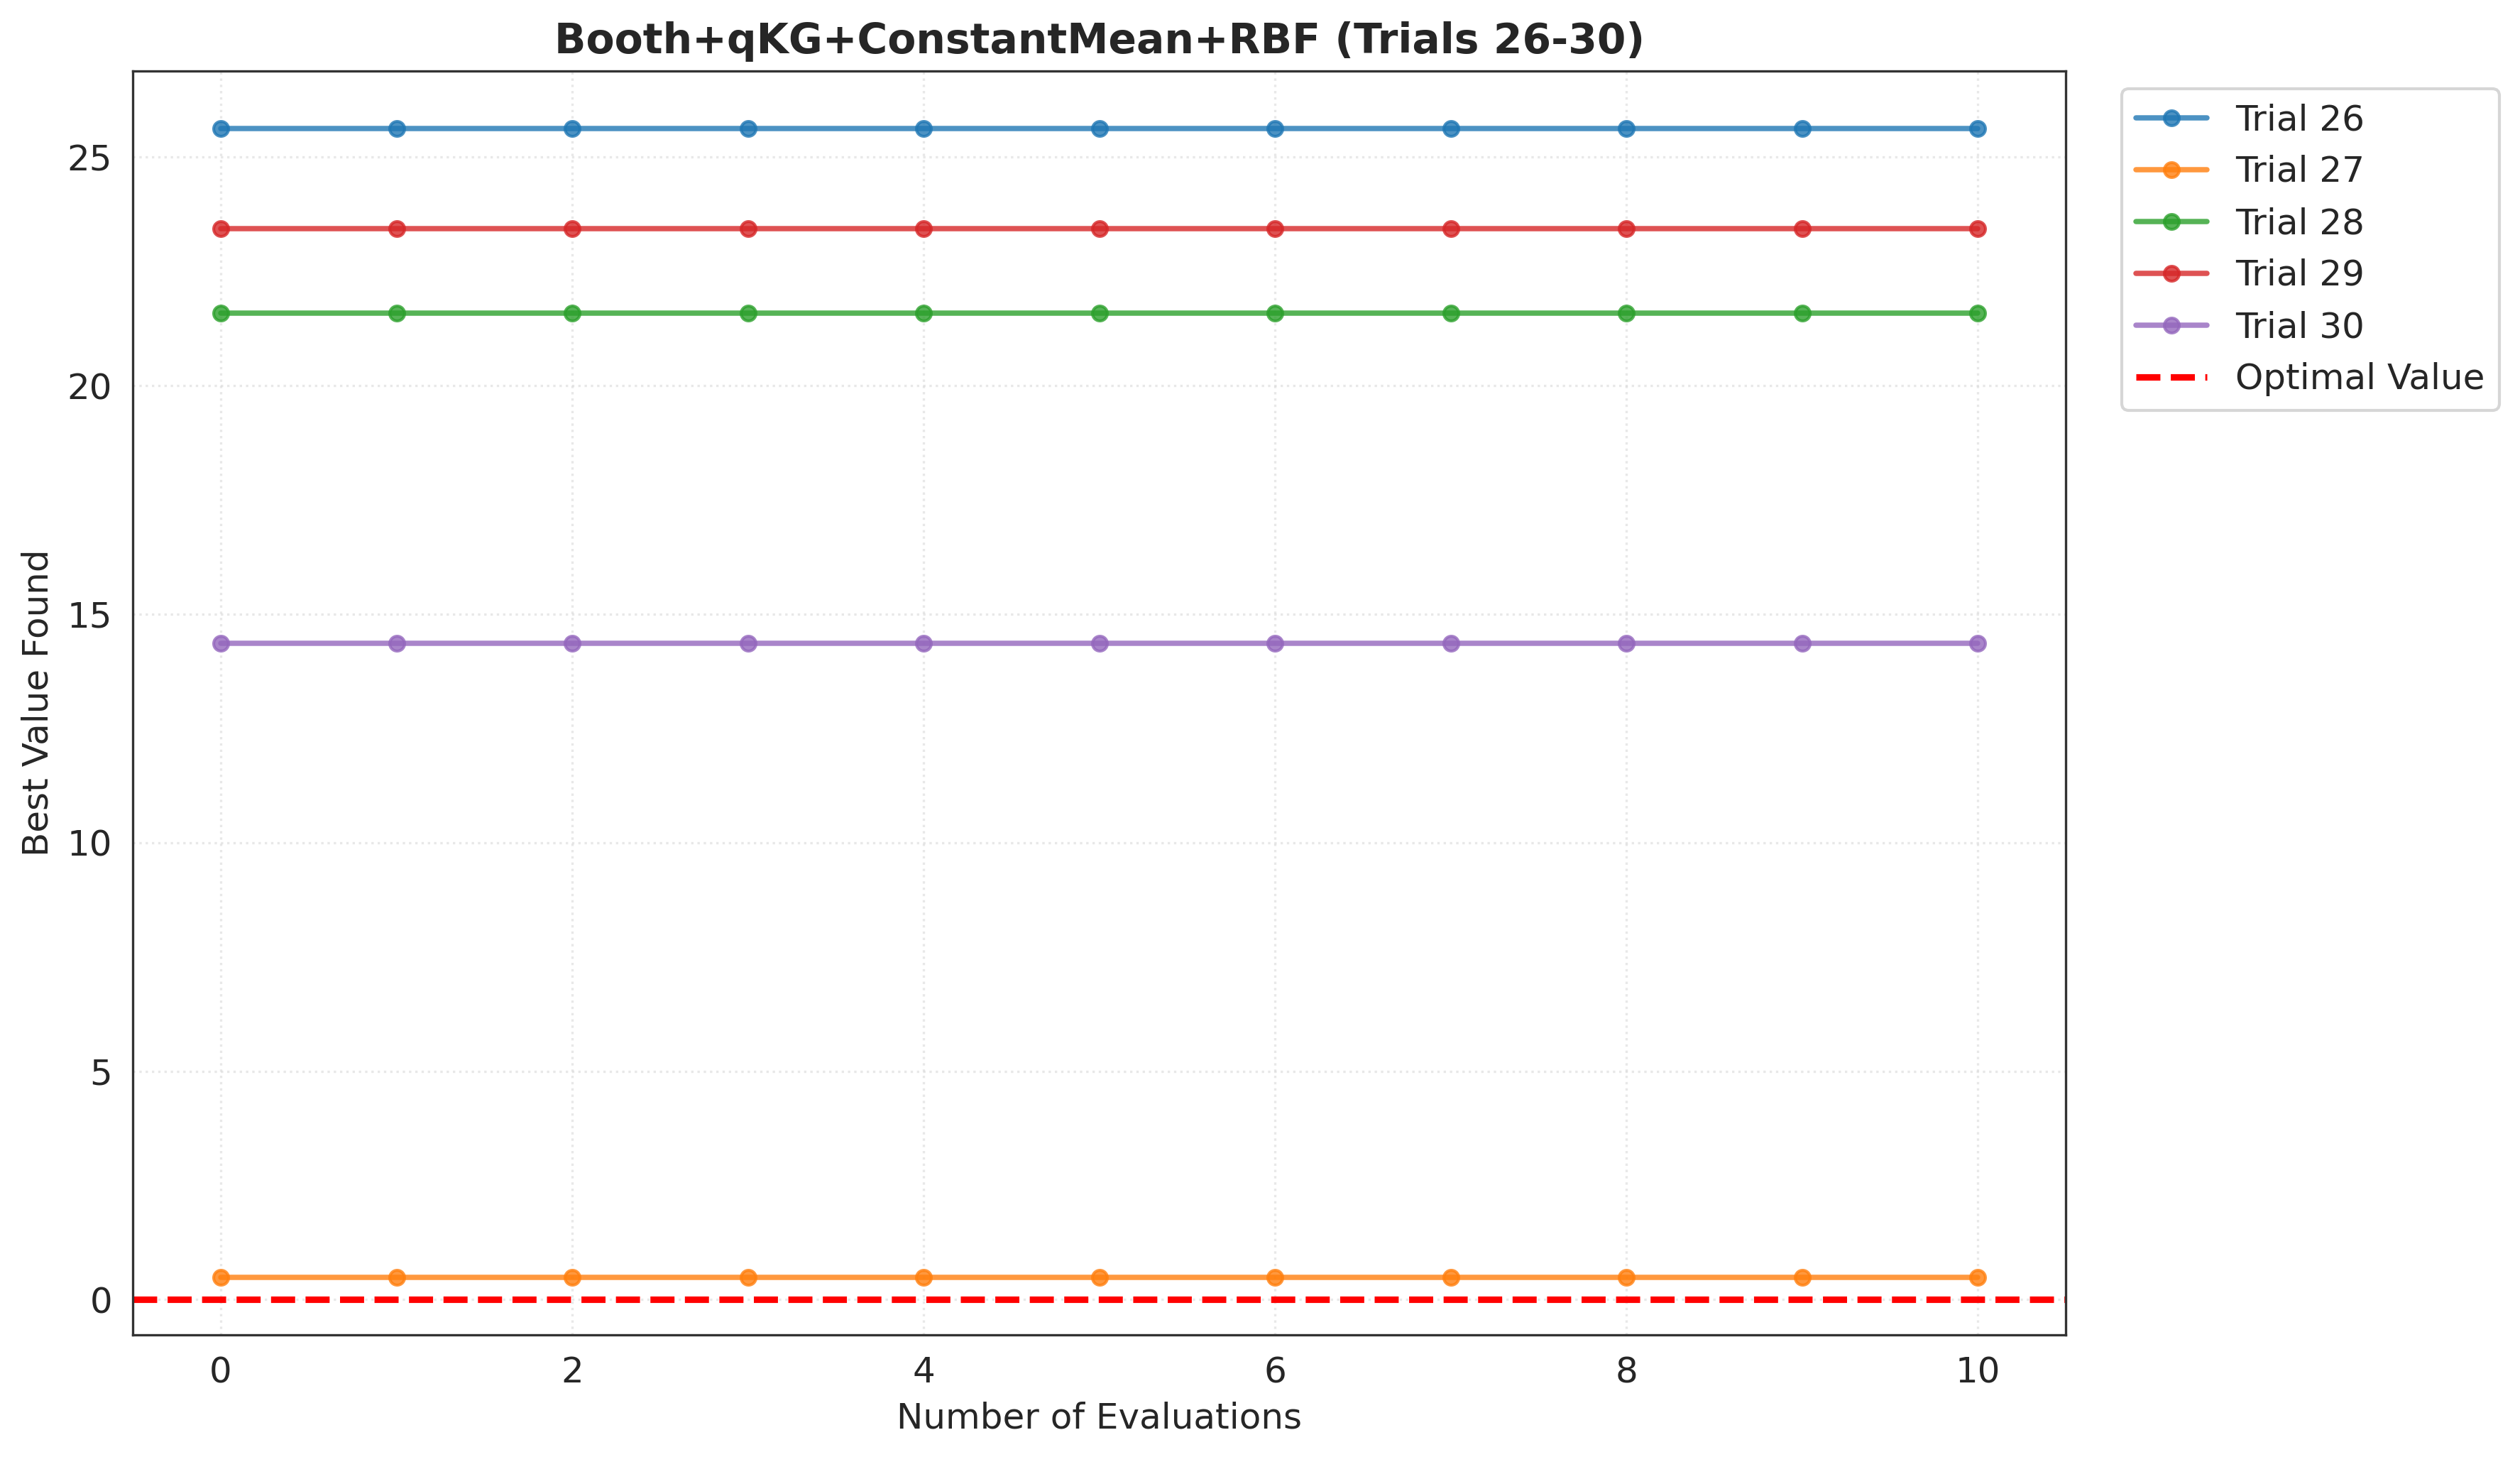 Booth+qKG+ConstantMean+RBF (Trials 26-30)
Trial 26
Trial 27
Trial 28
Trial 29
Trial 30
Optimal Value
Best Value Found
25
20
15
10
5
0
0 2 4 6 8 10
Number of Evaluations